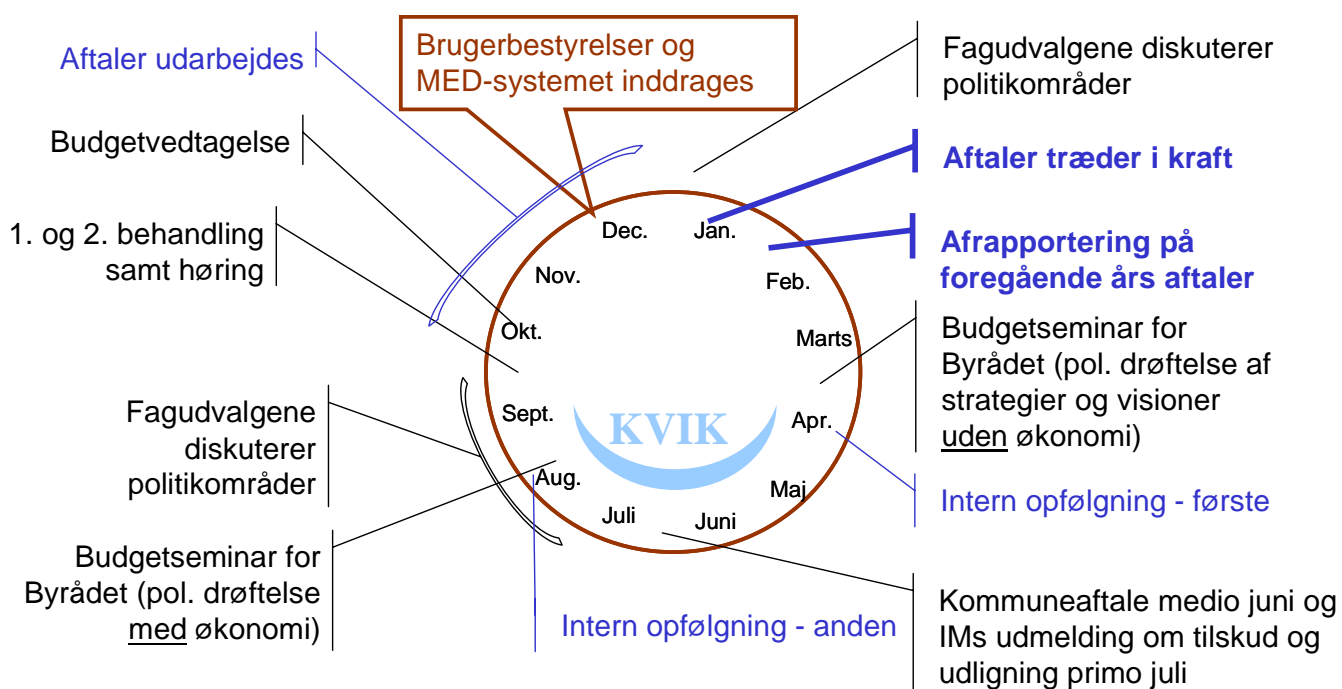 Aftaler udarbejdes
Brugerbestyrelser og
MED-systemet inddrages
Fagudvalgene diskuterer
politikområder
Budgetvedtagelse
Aftaler træder i kraft
1. og 2. behandling
samt høring
Afrapportering på
foregående års aftaler
Dec.
Jan.
Nov.
Feb.
Okt.
Marts
Sept.
Apr.
Aug.
Maj
Juli
Juni
KVIK
Budgetseminar for
Byrådet (pol. drøftelse af
strategier og visioner
uden økonomi)
Fagudvalgene
diskuterer
politikområder
Intern opfølgning - første
Budgetseminar for
Byrådet (pol. drøftelse
med økonomi)
Intern opfølgning - anden
Kommuneaftale medio juni og
IMs udmelding om tilskud og
udligning primo juli